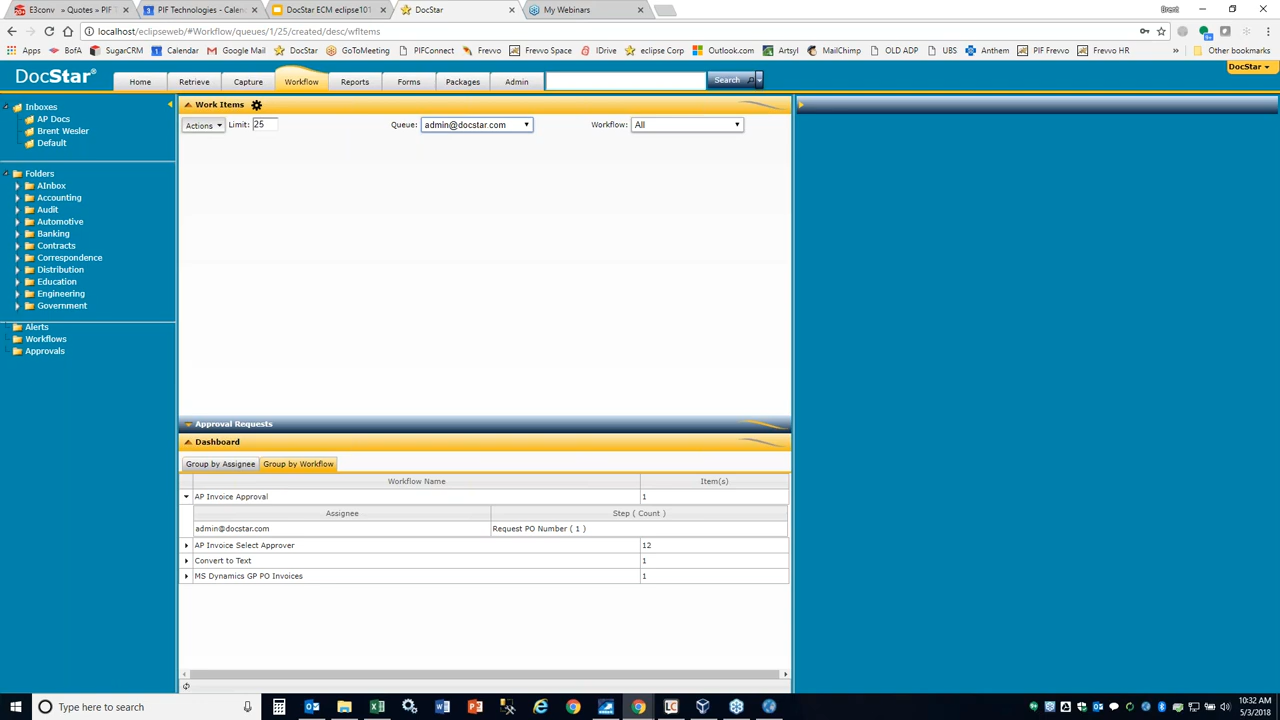 E3conv » Quotes » PIF T
PIF Technologies - Calen
DocStar ECM eclipse101
DocStar
My Webinars
Brent
localhost/eclipseweb/#Workflow/queues/1/25/created/desc/wfItems
Apps BofA SugarCRM Calendar Google Mail DocStar GoToMeeting PIFConnect Frevvo Frevvo Space IDrive eclipse Corp Outlook.com Artsyl MailChimps OLD ADP UBS Anthem PIF Frevvo Frevvo HR » Other bookmarks
DocStar®
Home Retrieve Capture Workflow Reports Forms Packages Admin Search
DocStar
Inboxes
AP Docs
Brent Wesler
Default
Folders
AInbox
Accounting
Audit
Automotive
Banking
Contracts
Correspondence
Distribution
Education
Engineering
Government
Alerts
Workflows
Approvals
Work Items
Actions Limit: 25 Queue: admin@docstar.com Workflow: All
Approval Requests
Dashboard
Group by Assignee Group by Workflow
Workflow Name Item(s)
AP Invoice Approval 1
Assignee Step ( Count )
admin@docstar.com Request PO Number ( 1 )
AP Invoice Select Approver 12
Convert to Text 1
MS Dynamics GP PO Invoices 1
Type here to search
10:32 AM
5/3/2018